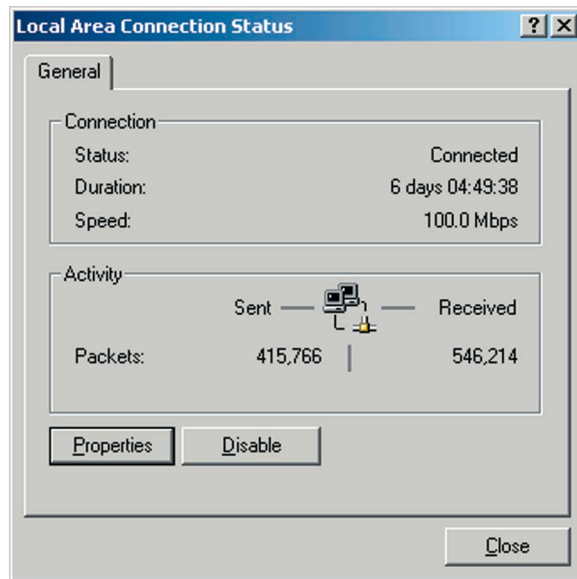 Local Area Connection Status
General
Connection
Status: Connected
Duration: 6 days 04:49:38
Speed: 100.0 Mbps
Activity
Sent Received
Packets: 415,766 546,214
Properties Disable
Close